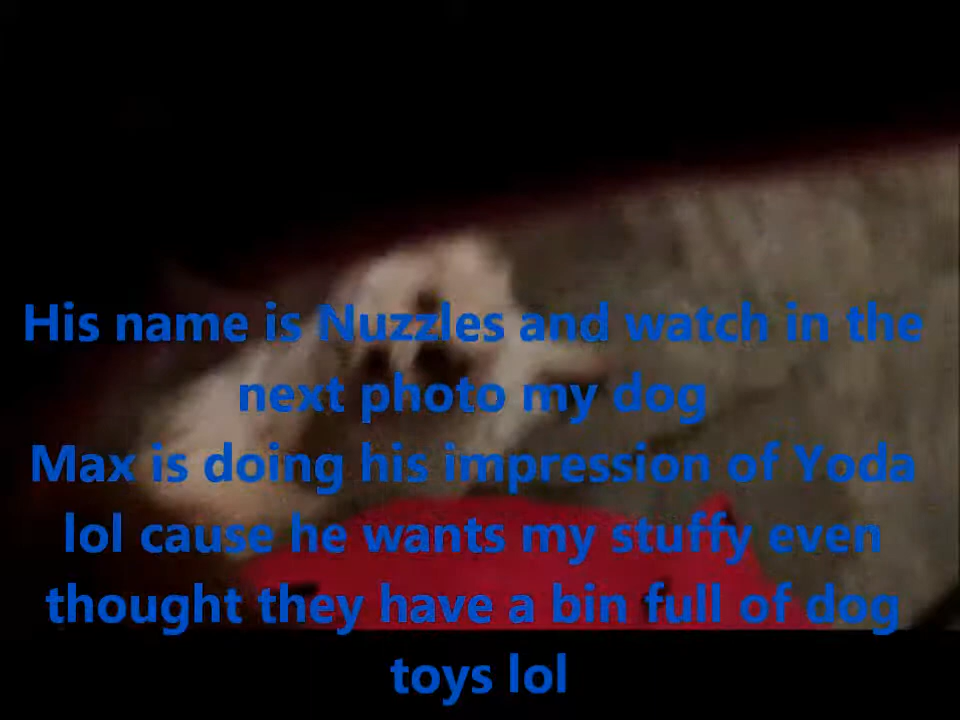 His name is Nuzzles and watch in the
next photo my dog
Max is doing his impression of Yoda
lol cause he wants my stuffy even
thought they have a bin full of dog
toys lol